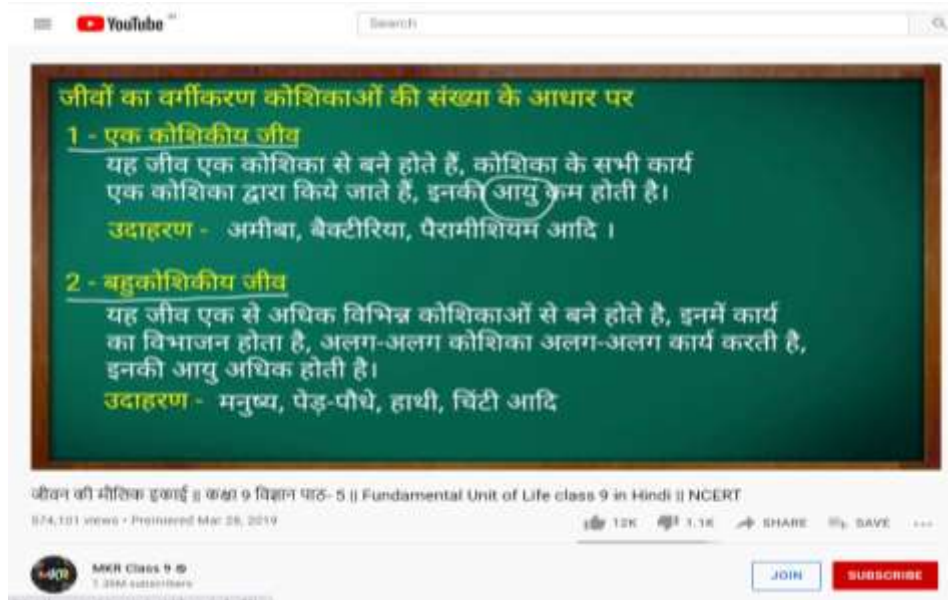 YouTube
Search
जीवों का वर्गीकरण कोशिकाओं की संख्या के आधार पर
1 - एक कोशिकीय जीव
यह जीव एक कोशिका से बने होते हैं, कोशिका के सभी कार्य
एक कोशिका द्वारा किये जाते हैं, इनकी आयु कम होती है।
उदाहरण - अमीबा, बैक्टीरिया, पैरामीशियम आदि ।
2 - बहुकोशिकीय जीव
यह जीव एक से अधिक विभिन्न कोशिकाओं से बने होते है, इनमें कार्य
का विभाजन होता है, अलग-अलग कोशिका अलग-अलग कार्य करती है,
इनकी आयु अधिक होती है।
उदाहरण - मनुष्य, पेड़-पौधे, हाथी, चिंटी आदि
जीवन की मौलिक इकाई || कक्षा 9 विज्ञान पाठ- 5 || Fundamental Unit of Life class 9 in Hindi || NCERT
views • Premiered Mar 28, 2019
12K 1.1K SHARE SAVE
MKR
MKR Class 9
subscribers
JOIN
SUBSCRIBE